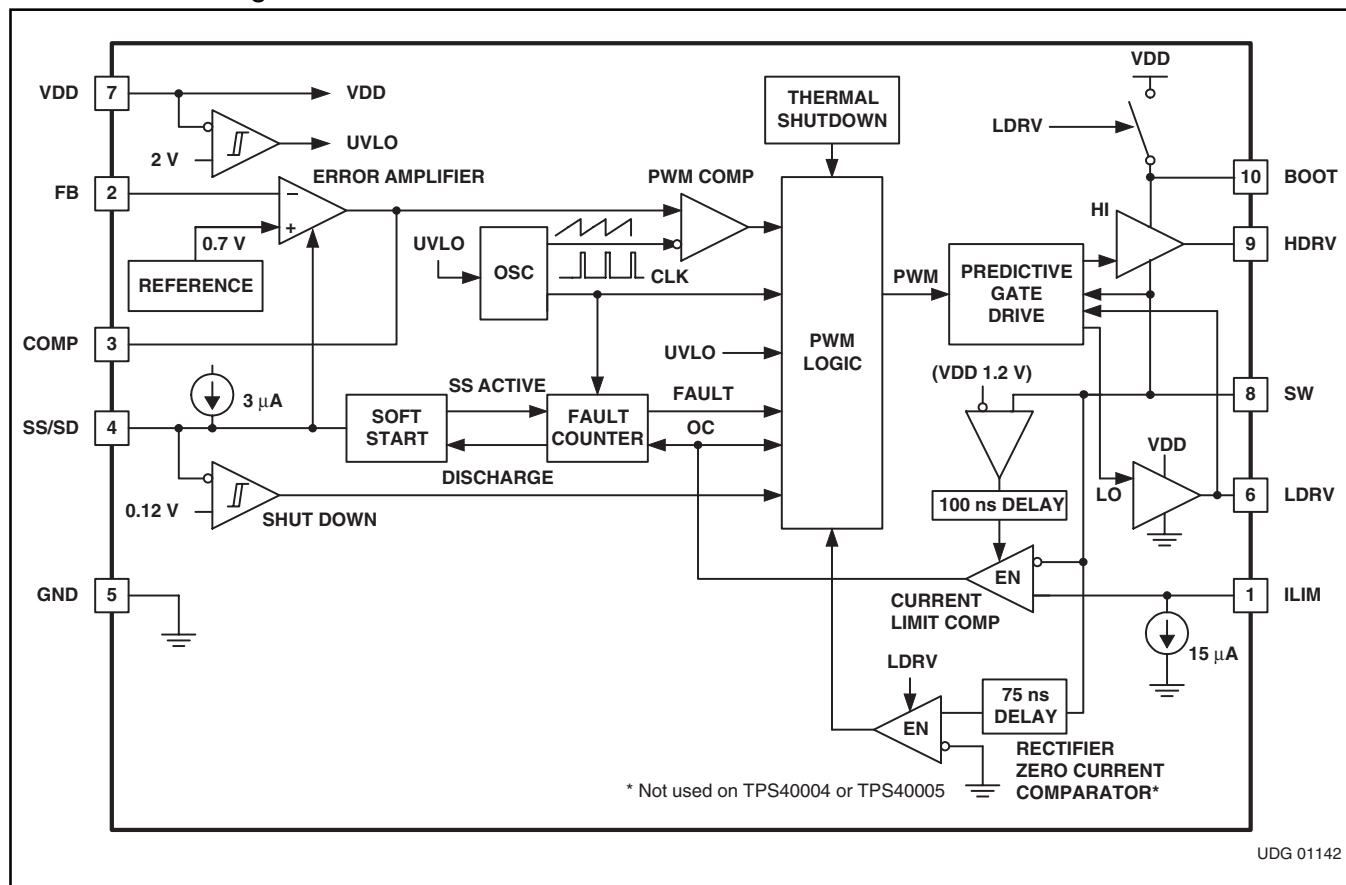 VDD
7
VDD
UVLO
2 V
FB
2
ERROR AMPLIFIER
0.7 V
REFERENCE
COMP
3
SS/SD
4
3 μA
0.12 V
SHUT DOWN
GND
5
THERMAL
SHUTDOWN
PWM COMP
UVLO
OSC
CLK
UVLO
PWM
LOGIC
SS ACTIVE
SOFT
START
FAULT
COUNTER
FAULT
OC
DISCHARGE
PWM
PREDICTIVE
GATE
DRIVE
VDD
LDRV
10
BOOT
HI
9
HDRV
(VDD 1.2 V)
8
SW
VDD
LO
6
LDRV
100 ns DELAY
EN
CURRENT
LIMIT COMP
1
ILIM
15 μA
LDRV
EN
75 ns
DELAY
RECTIFIER
ZERO CURRENT
COMPARATOR*
* Not used on TPS40004 or TPS40005
UDG 01142